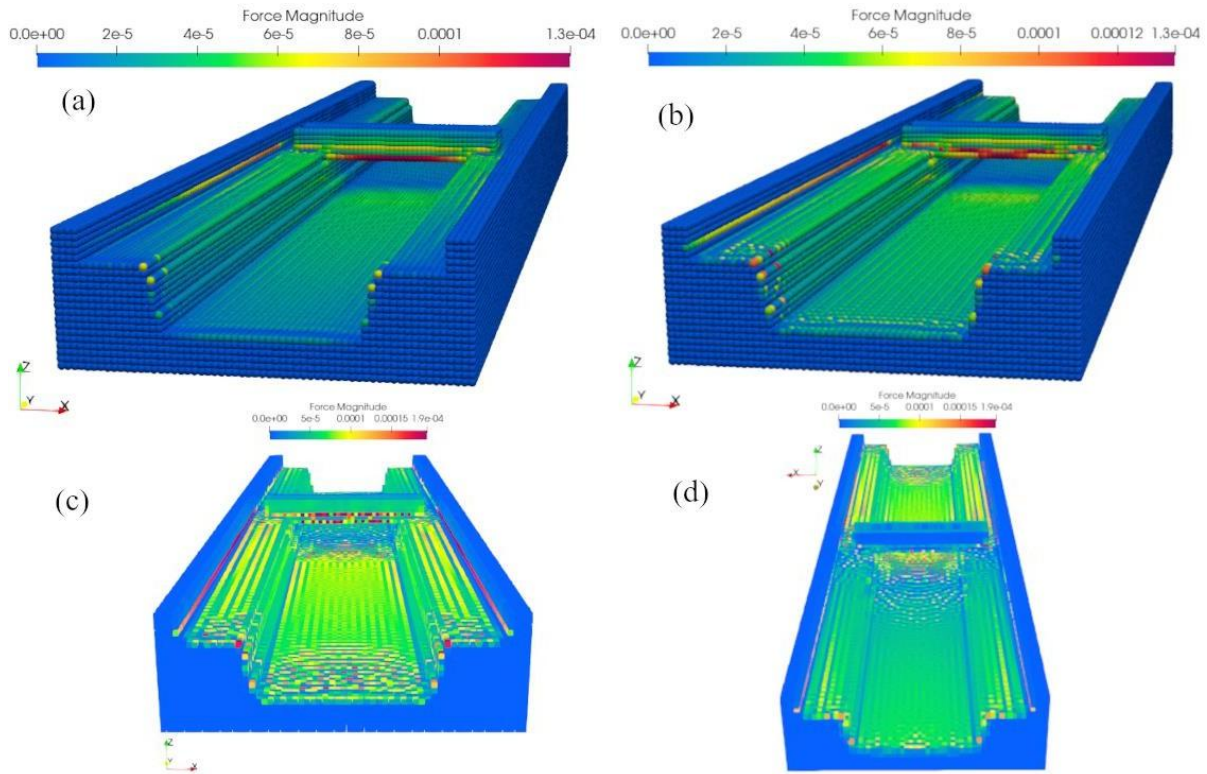 Force Magnitude
0.0e+00 2e-5 4e-5 6e-5 8e-5 0.0001 1.3e-04
(a)
Z
Y X
Force Magnitude
0.0e+00 2e-5 4e-5 6e-5 8e-5 0.0001 0.00012 1.3e-04
(b)
Z
Y X
Force Magnitude
0.0e+00 5e-5 0.0001 0.00015 1.9e-04
(c)
Z
Y X
Force Magnitude
0.0e+00 5e-5 0.0001 0.00015 1.9e-04
(d)
Z
X
Y